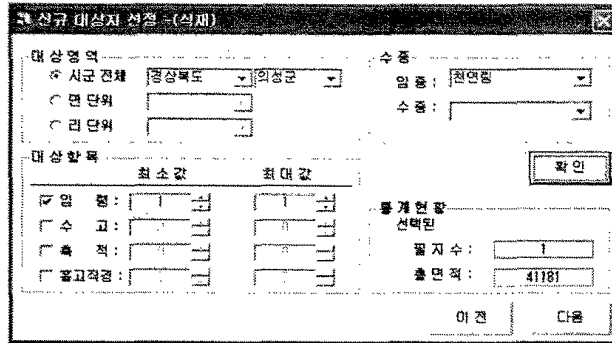 신규 대상지 선정 -(식재)
대상영역
시군 전체 경상북도 의성군
면 단위
리 단위
수종
임 종 : 천연림
수 종 :
확인
대상항목
최소값 최대값
임 령 : 1 1
수 고 :
축 적 :
흉고직경 :
통계현황
선택된
필 지 수 : 1
총 면 적 : 41181
이 전 다음